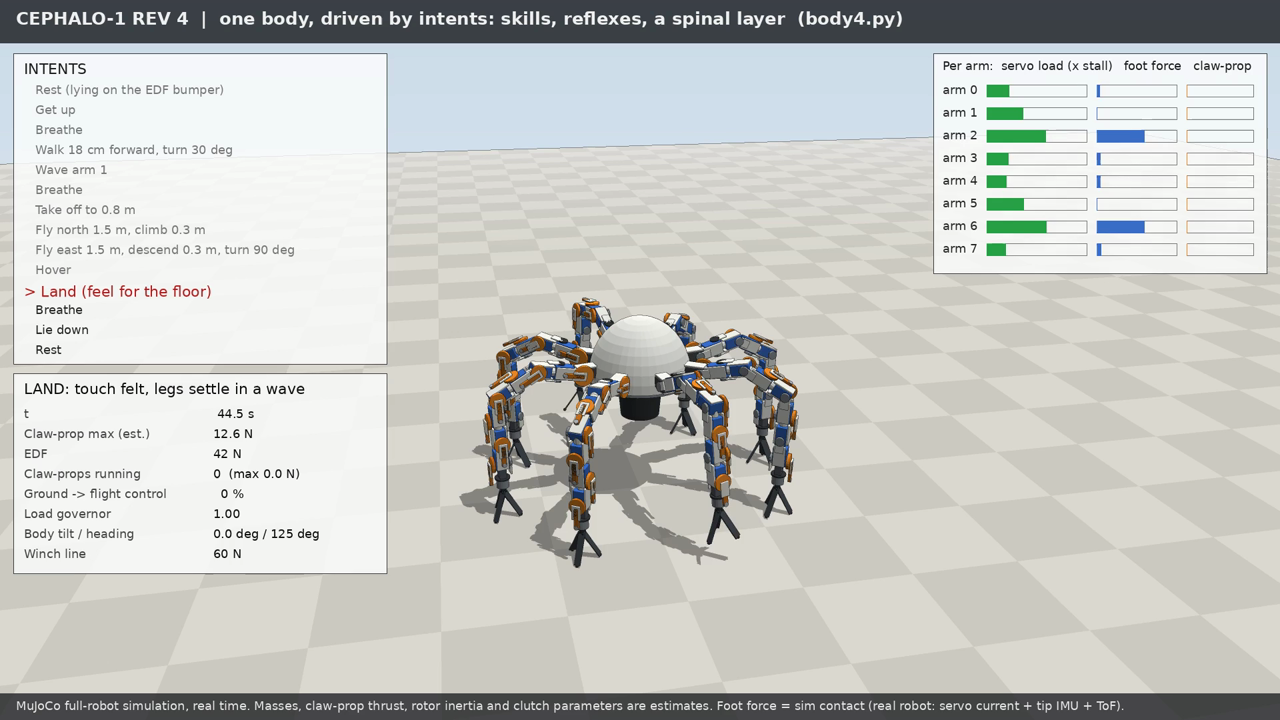 CEPHALO-1 REV 4 | one body, driven by intents: skills, reflexes, a spinal layer (body4.py)
INTENTS
Rest (lying on the EDF bumper)
Get up
Breathe
Walk 18 cm forward, turn 30 deg
Wave arm 1
Breathe
Take off to 0.8 m
Fly north 1.5 m, climb 0.3 m
Fly east 1.5 m, descend 0.3 m, turn 90 deg
Hover
> Land (feel for the floor)
Breathe
Lie down
Rest
LAND: touch felt, legs settle in a wave
t 44.5 s
Claw-prop max (est.) 12.6 N
EDF 42 N
Claw-props running 0 (max 0.0 N)
Ground -> flight control 0 %
Load governor 1.00
Body tilt / heading 0.0 deg / 125 deg
Winch line 60 N
Per arm: servo load (x stall) foot force claw-prop
arm 0
arm 1
arm 2
arm 3
arm 4
arm 5
arm 6
arm 7
MuJoCo full-robot simulation, real time. Masses, claw-prop thrust, rotor inertia and clutch parameters are estimates. Foot force = sim contact (real robot: servo current + tip IMU + ToF).